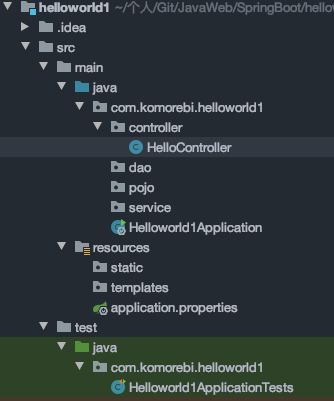 helloworld1 ~/个人/Git/JavaWeb/SpringBoot/hello
.idea
src
main
java
com.komorebi.helloworld1
controller
HelloController
dao
pojo
service
Helloworld1Application
resources
static
templates
application.properties
test
java
com.komorebi.helloworld1
Helloworld1ApplicationTests